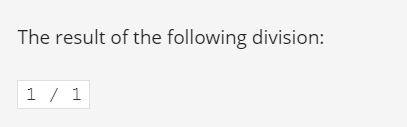 The result of the following division:
1 / 1